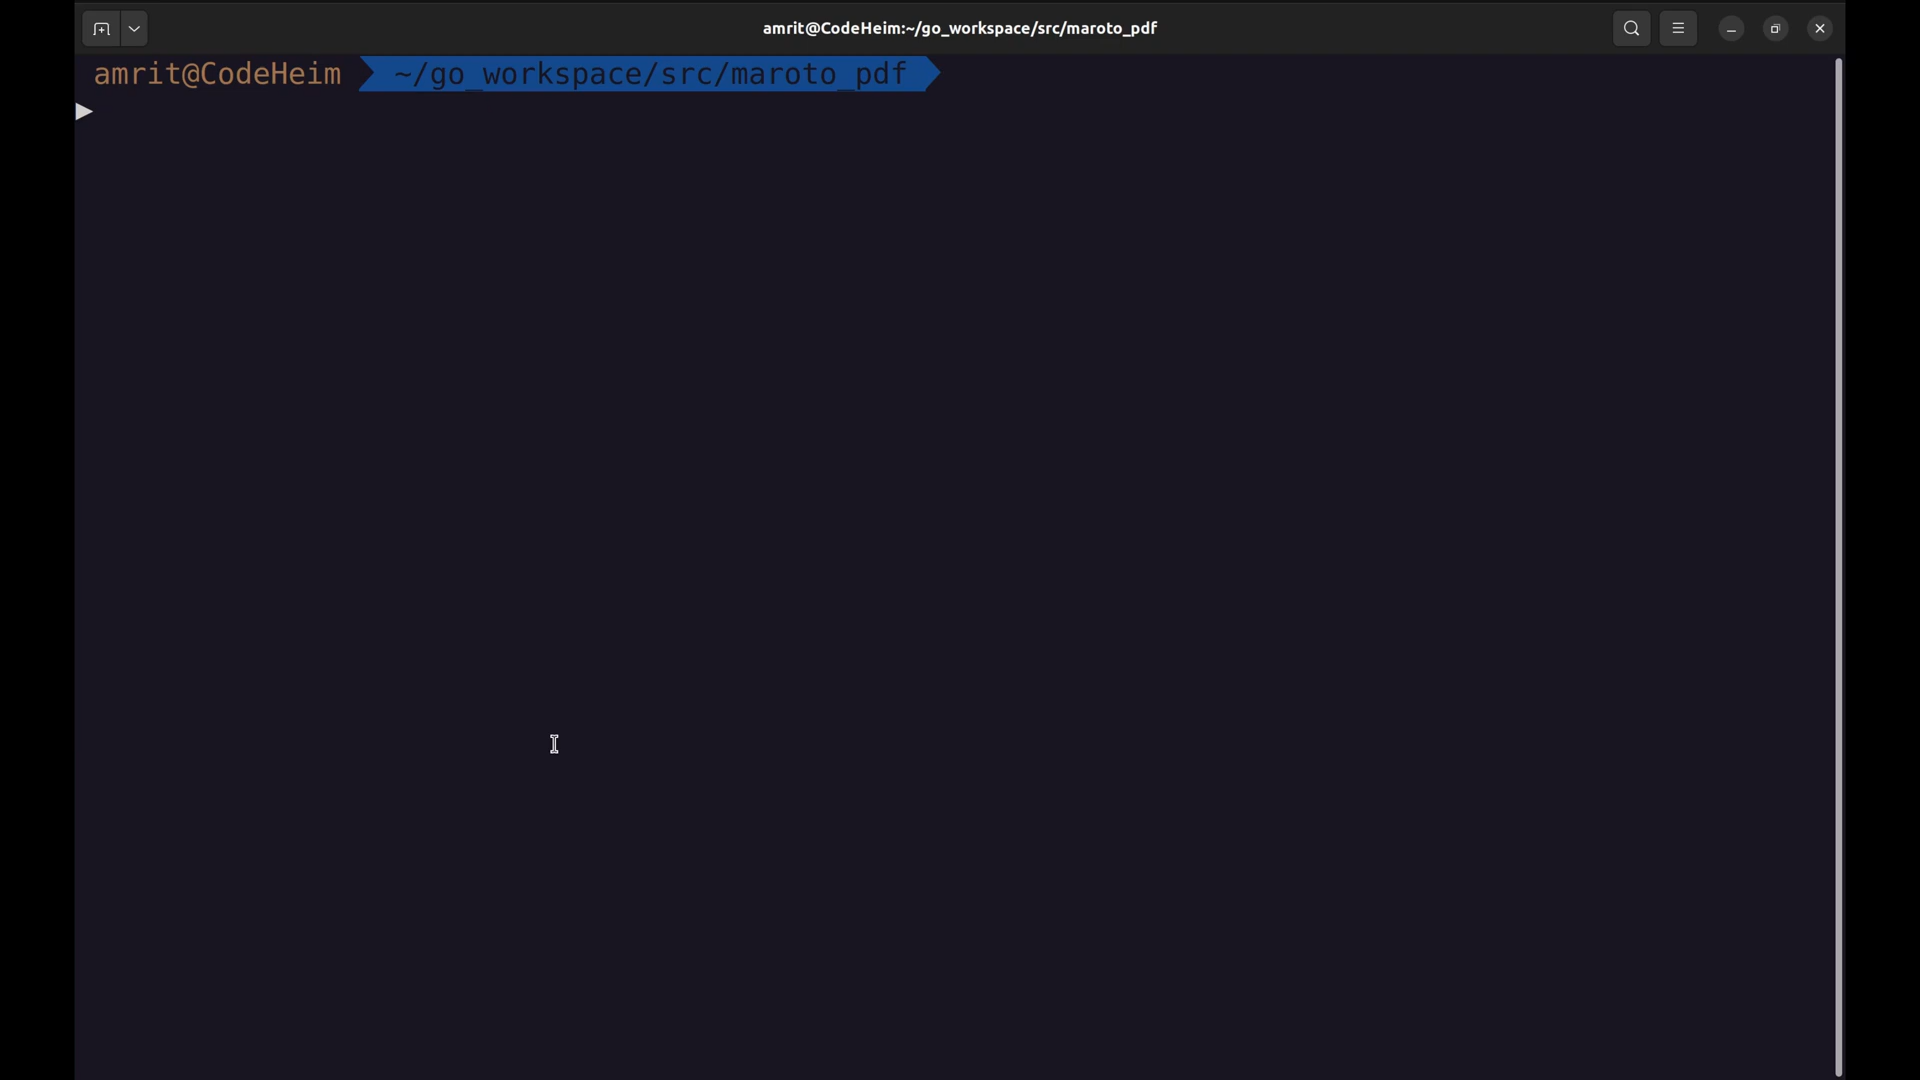 amrit@CodeHeim:~/go_workspace/src/maroto_pdf
amrit@CodeHeim ~/go_workspace/src/maroto_pdf